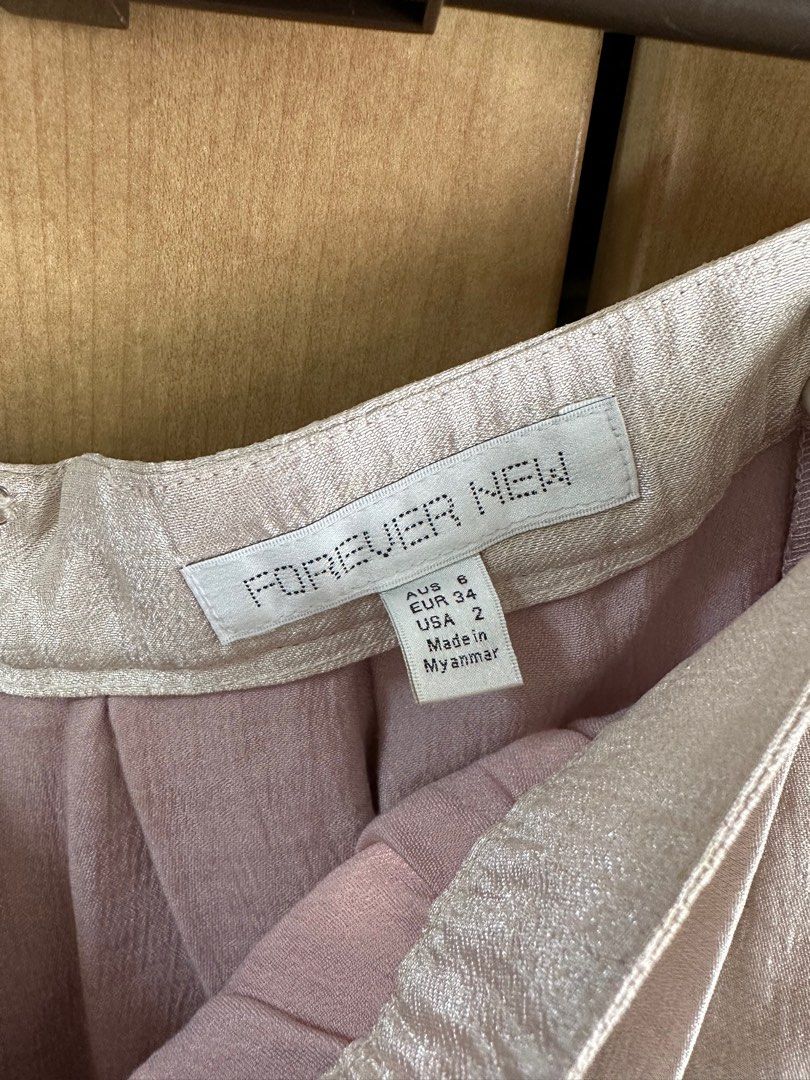 FOREVER NEW
AUS 6
EUR 34
USA 2
Made in
Myanmar